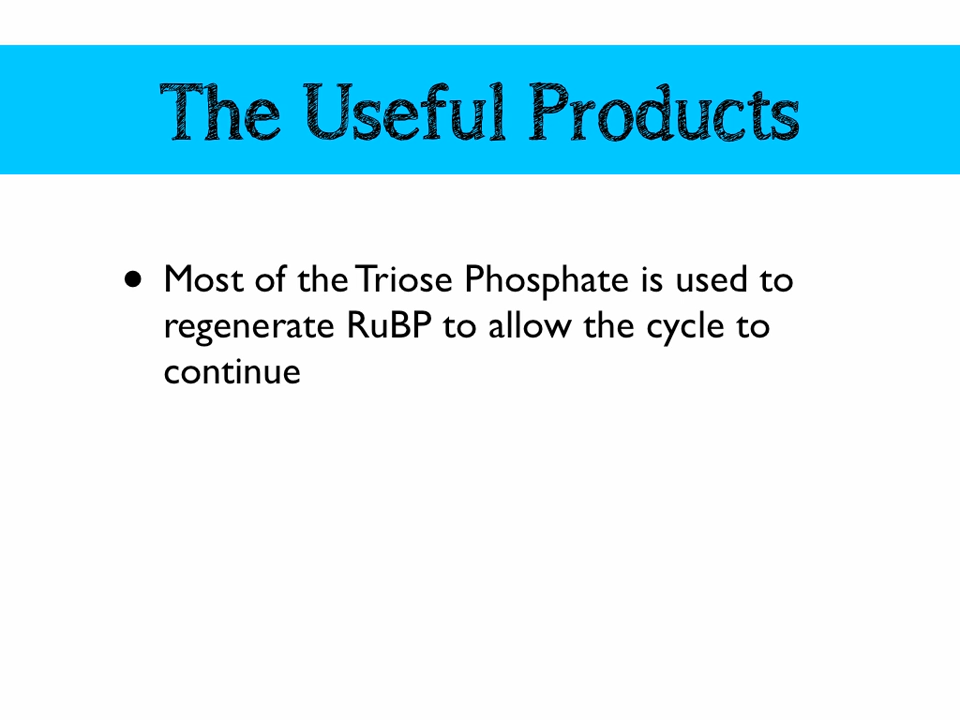 The Useful Products
• Most of the Triose Phosphate is used to
regenerate RuBP to allow the cycle to
continue